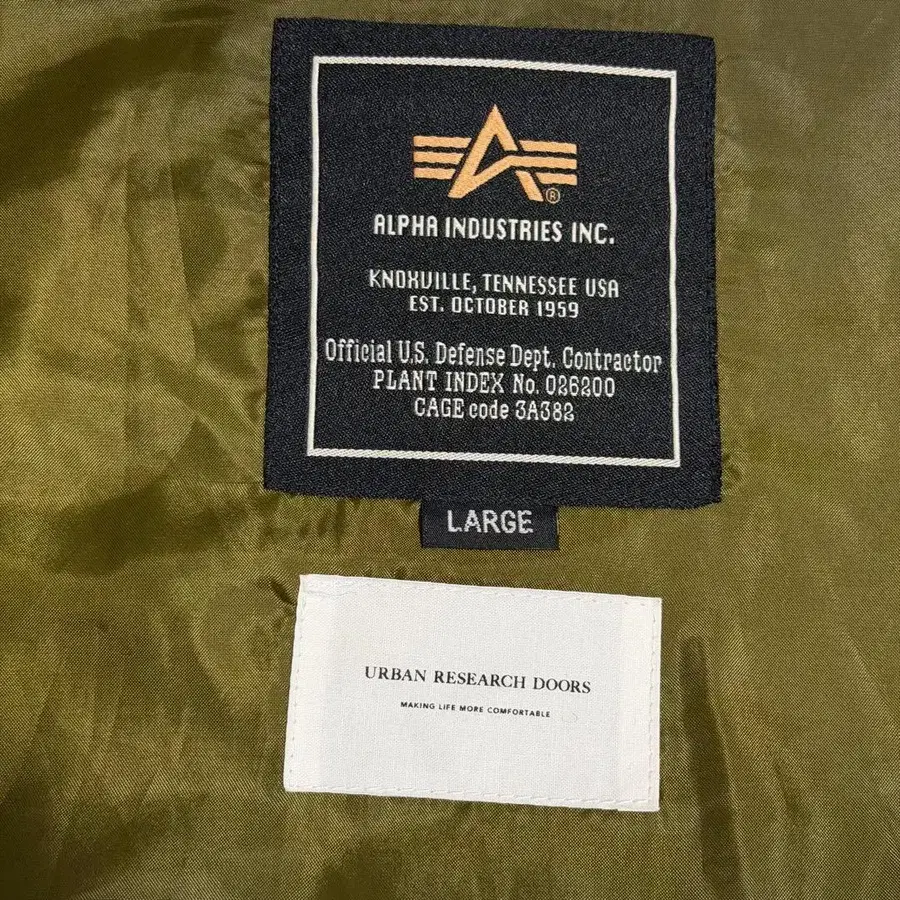 ®
ALPHA INDUSTRIES INC.
KNOXVILLE, TENNESSEE USA
EST. OCTOBER 1959
Official U.S. Defense Dept. Contractor
PLANT INDEX No. 026200
CAGE code 3A382
LARGE
URBAN RESEARCH DOORS
MAKING LIFE MORE COMFORTABLE